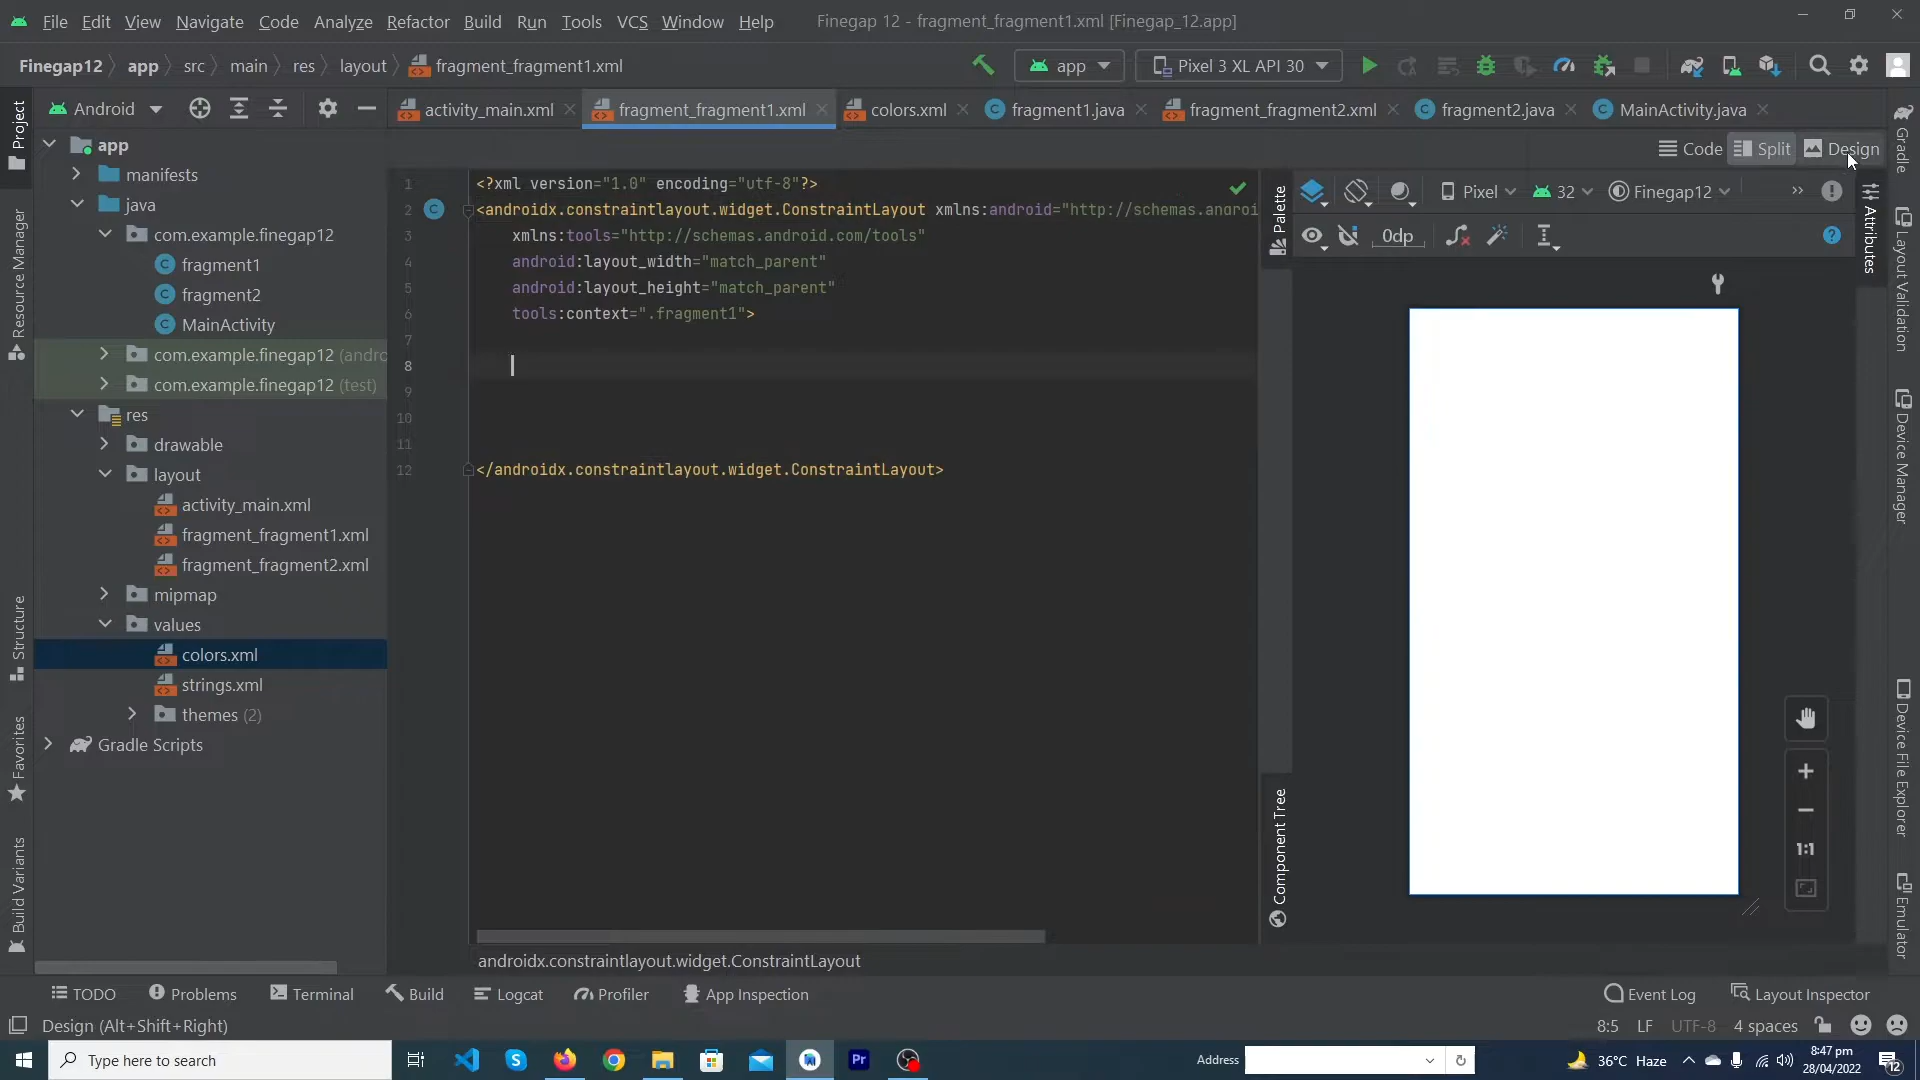 File Edit View Navigate Code Analyze Refactor Build Run Tools VCS Window Help Finegap 12 - fragment_fragment1.xml [Finegap_12.app]
Finegap12 app src main res layout fragment_fragment1.xml app Pixel 3 XL API 30
Android activity_main.xml fragment_fragment1.xml colors.xml fragment1.java fragment_fragment2.xml fragment2.java MainActivity.java
Code Split Design
Pixel 32 Finegap12
0dp
Project
Resource Manager
Structure
Favorites
Build Variants
app
manifests
java
com.example.finegap12
fragment1
fragment2
MainActivity
com.example.finegap12 (andro
com.example.finegap12 (test)
res
drawable
layout
activity_main.xml
fragment_fragment1.xml
fragment_fragment2.xml
mipmap
values
colors.xml
strings.xml
themes (2)
Gradle Scripts
1 <?xml version="1.0" encoding="utf-8"?>
2 <androidx.constraintlayout.widget.ConstraintLayout xmlns:android="http://schemas.androi
3 xmlns:tools="http://schemas.android.com/tools"
4 android:layout_width="match_parent"
5 android:layout_height="match_parent"
6 tools:context=".fragment1">
7
8
9
10
11
12 </androidx.constraintlayout.widget.ConstraintLayout>
Palette
Component Tree
Attributes
1:1
Gradle
Layout Validation
Device Manager
Device File Explorer
Emulator
androidx.constraintlayout.widget.ConstraintLayout
TODO Problems Terminal Build Logcat Profiler App Inspection Event Log Layout Inspector
Design (Alt+Shift+Right) 8:5 LF UTF-8 4 spaces
Type here to search Pr Address 36°C Haze 8:47 pm
28/04/2022
12